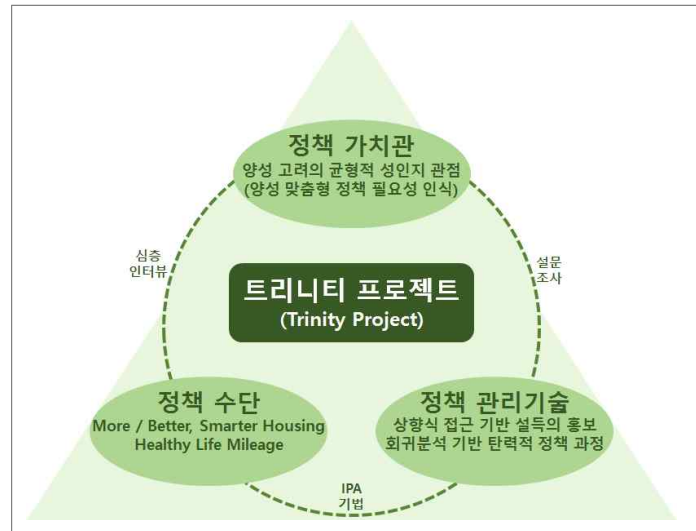 정책 가치관
양성 고려의 균형적 성인지 관점
(양성 맞춤형 정책 필요성 인식)
심층
인터뷰
설문
조사
트리니티 프로젝트
(Trinity Project)
정책 수단
More / Better, Smarter Housing
Healthy Life Mileage
정책 관리기술
상향식 접근 기반 설득의 홍보
회귀분석 기반 탄력적 정책 과정
IPA
기법